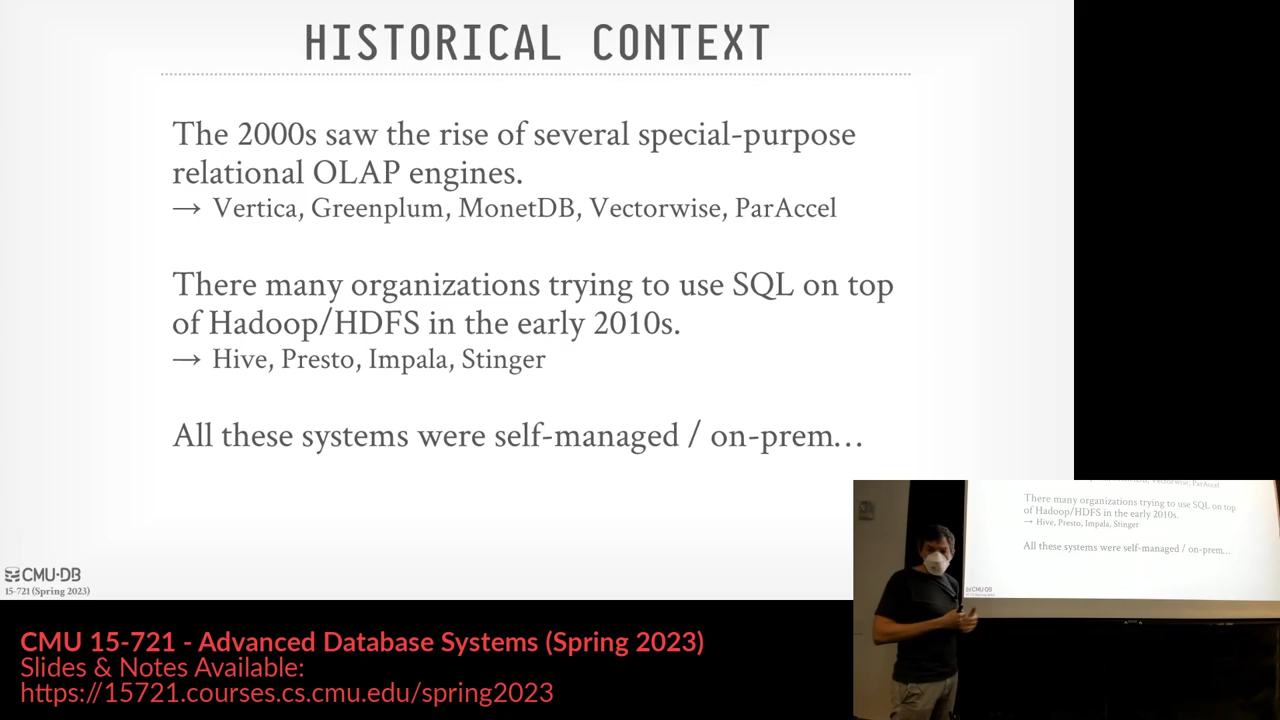 HISTORICAL CONTEXT
The 2000s saw the rise of several special-purpose
relational OLAP engines.
→ Vertica, Greenplum, MonetDB, Vectorwise, ParAccel
There many organizations trying to use SQL on top
of Hadoop/HDFS in the early 2010s.
→ Hive, Presto, Impala, Stinger
All these systems were self-managed / on-prem…
CMU·DB
15-721 (Spring 2023)
Vectorwise, ParAccel
There many organizations trying to use SQL on top
of Hadoop/HDFS in the early 2010s.
→ Hive, Presto, Impala, Stinger
All these systems were self-managed / on-prem…
CMU·DB
CMU 15-721 - Advanced Database Systems (Spring 2023)
Slides & Notes Available:
https://15721.courses.cs.cmu.edu/spring2023